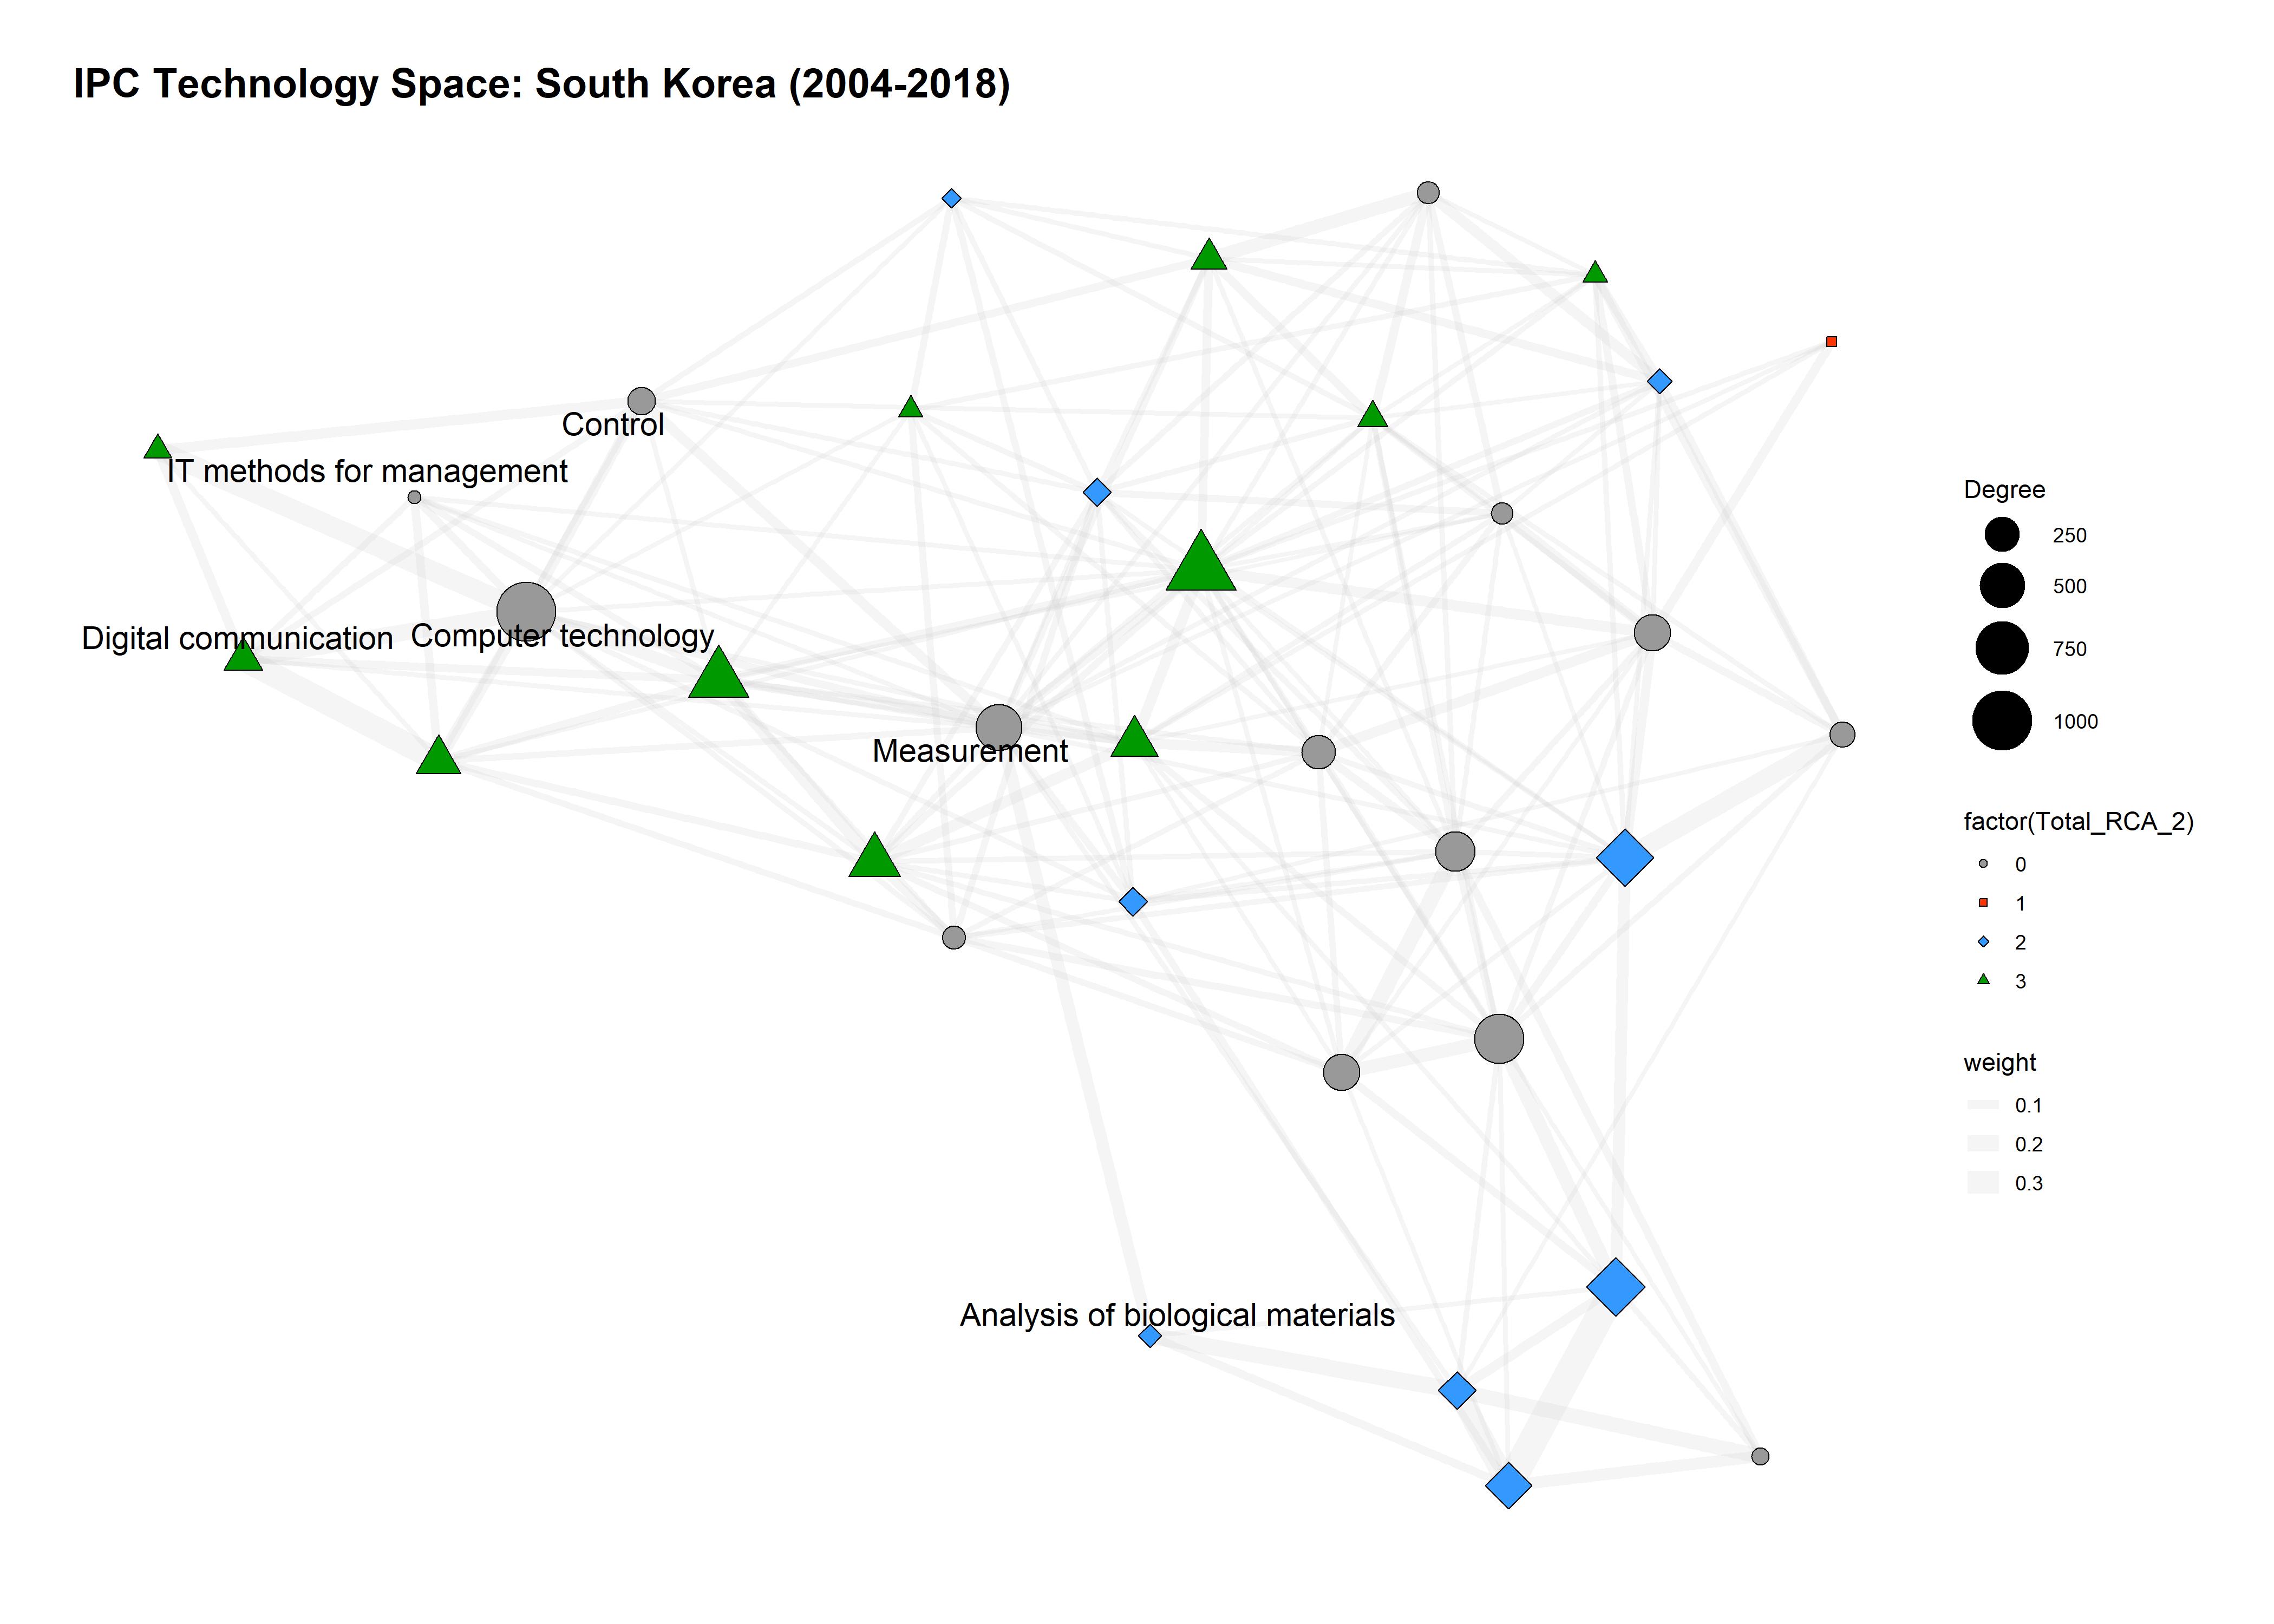 IPC Technology Space: South Korea (2004-2018)
Control
IT methods for management
Digital communication
Computer technology
Measurement
Analysis of biological materials
Degree
250
500
750
1000
factor(Total_RCA_2)
0
1
2
3
weight
0.1
0.2
0.3